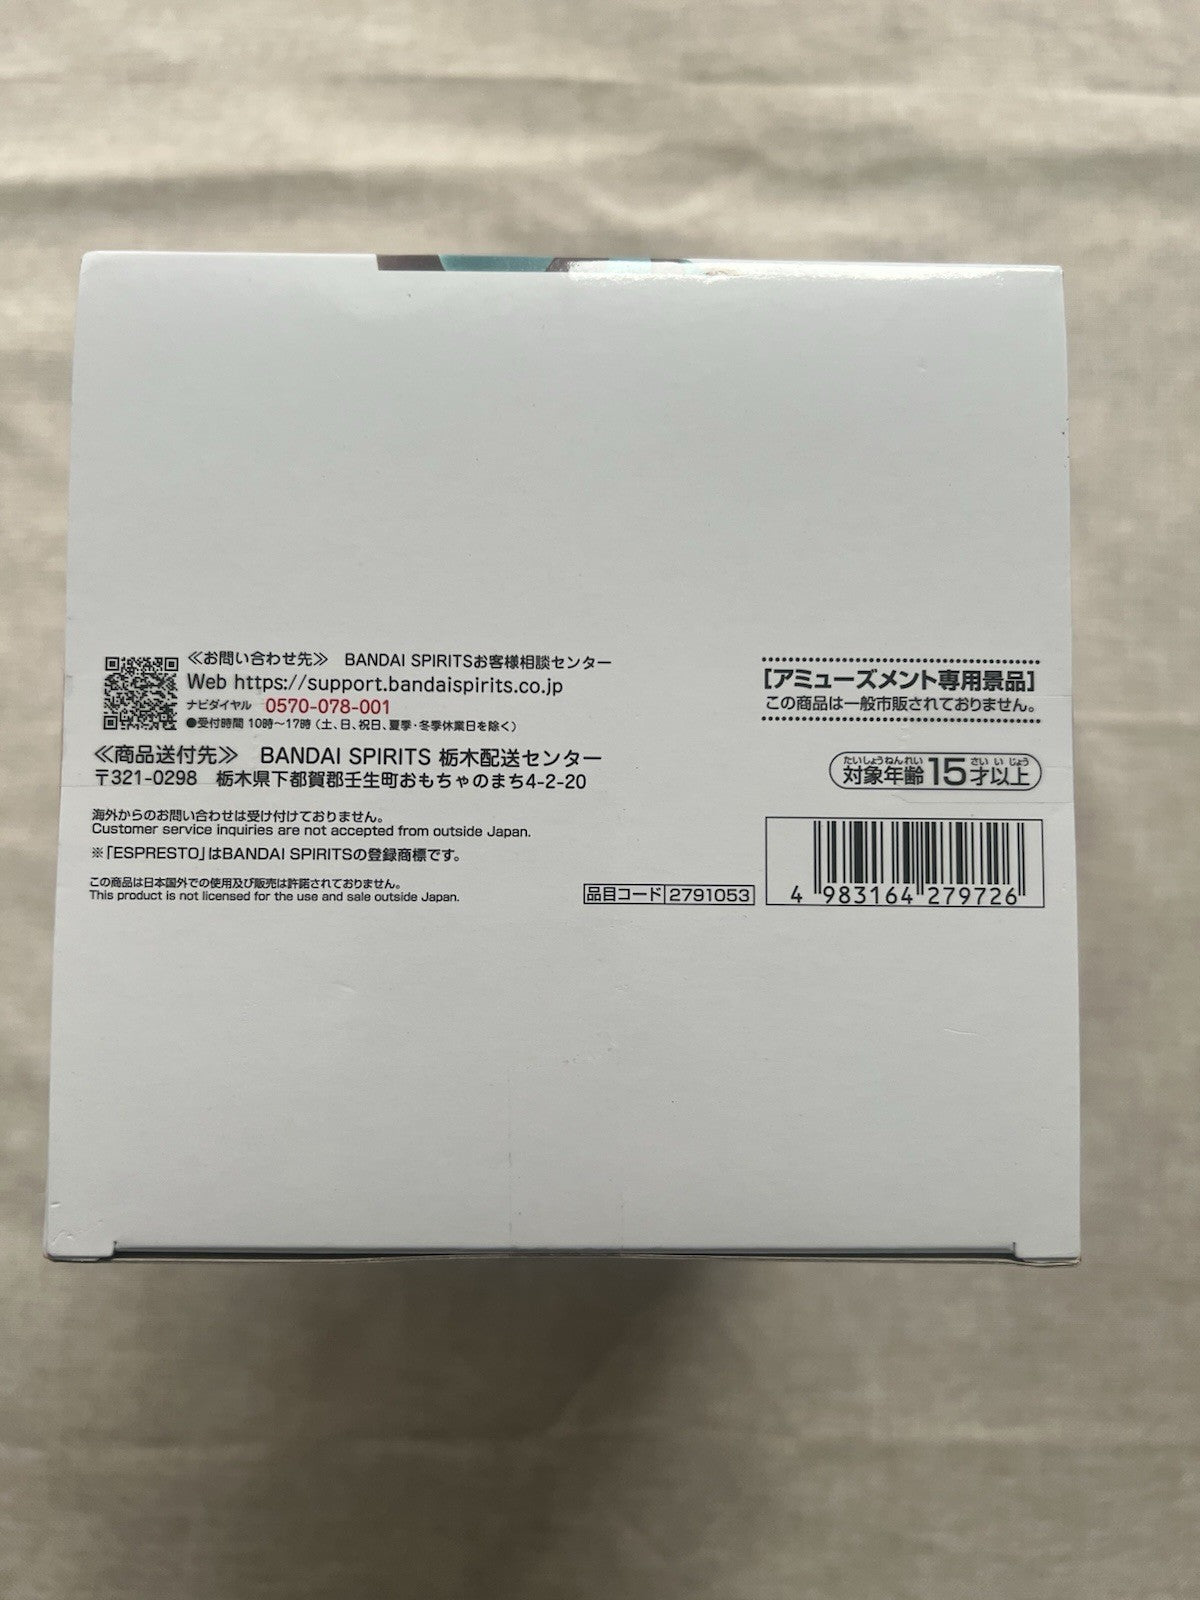 ≪お問い合わせ先≫ BANDAI SPIRITSお客様相談センター
Web https://support.bandaispirits.co.jp
ナビダイヤル 0570-078-001
●受付時間 10時～17時(土、日、祝日、夏季・冬季休業日を除く)
≪商品送付先≫ BANDAI SPIRITS 栃木配送センター
〒321-0298 栃木県下都賀郡壬生町おもちゃのまち4-2-20
海外からのお問い合わせは受け付けておりません。
Customer service inquiries are not accepted from outside Japan.
※「ESPRESTO」はBANDAI SPIRITSの登録商標です。
この商品は日本国外での使用及び販売は許諾されておりません。
This product is not licensed for the use and sale outside Japan.
品目コード 2791053
[アミューズメント専用景品]
この商品は一般市販されておりません。
たいしょうねんれい さい い じょう
対象年齢15才以上
4 983164 279726